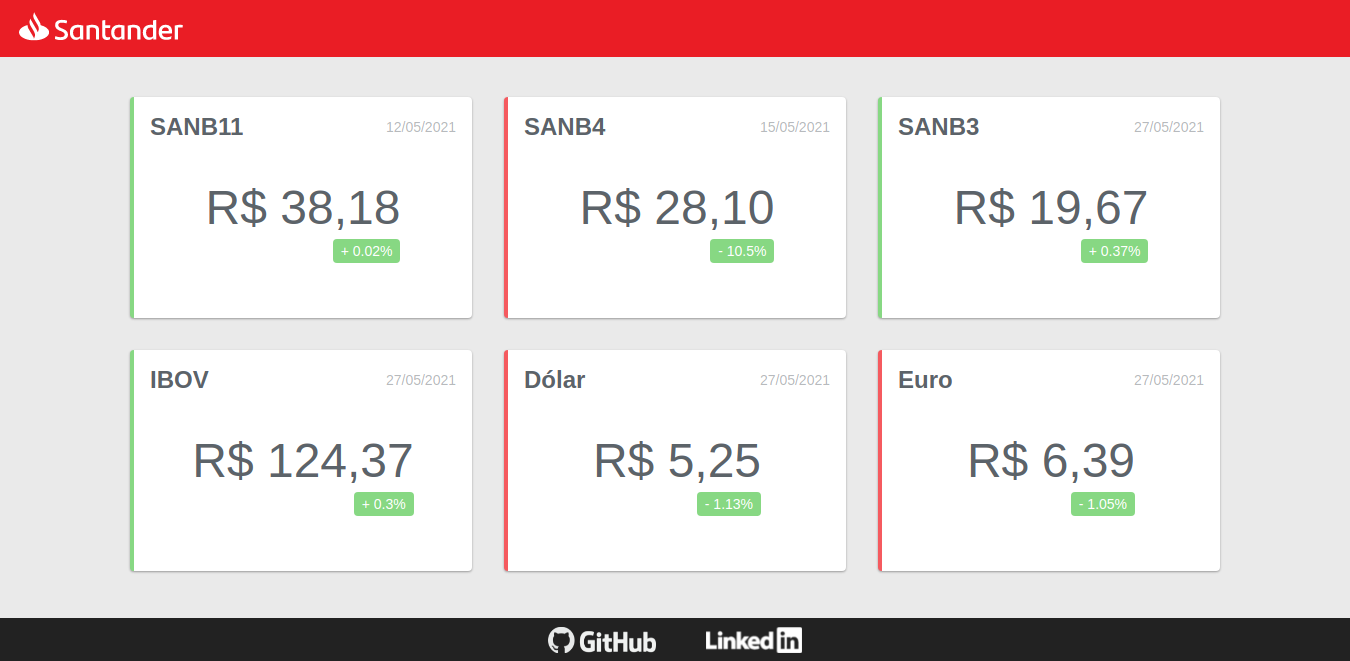 Santander
SANB11 12/05/2021
R$ 38,18
+ 0.02%
SANB4 15/05/2021
R$ 28,10
- 10.5%
SANB3 27/05/2021
R$ 19,67
+ 0.37%
IBOV 27/05/2021
R$ 124,37
+ 0.3%
Dólar 27/05/2021
R$ 5,25
- 1.13%
Euro 27/05/2021
R$ 6,39
- 1.05%
GitHub
Linked in